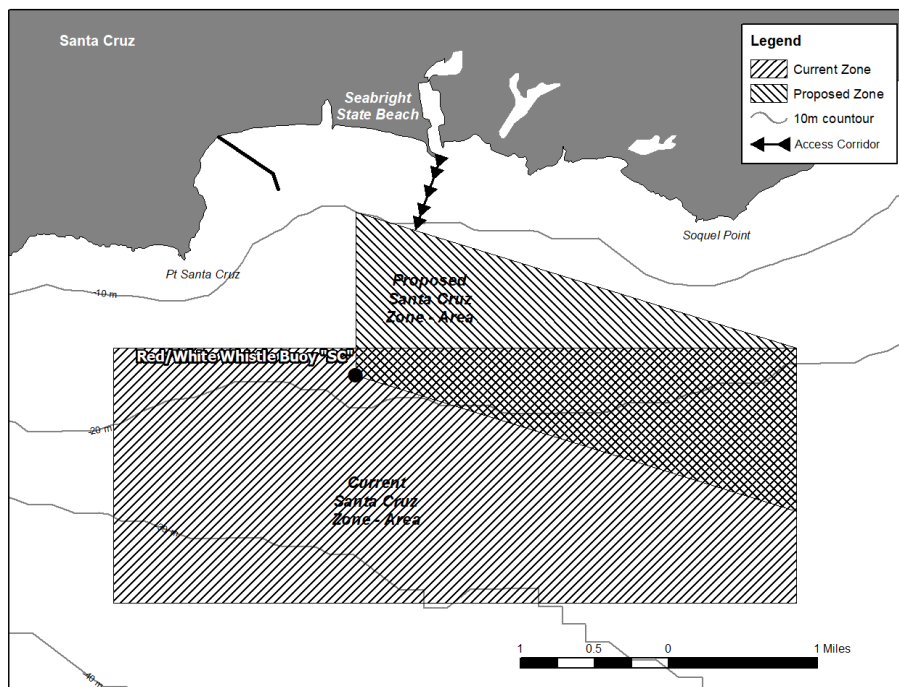 Santa Cruz
Legend
Current Zone
Proposed Zone
10m countour
Access Corridor
Seabright
State Beach
Soquel Point
Pt Santa Cruz
-10 m
Proposed
Santa Cruz
Zone - Area
Red/White Whistle Buoy "SC"
-20 m
Current
Santa Cruz
Zone - Area
-30 m
-40 m
1 0.5 0 1 Miles